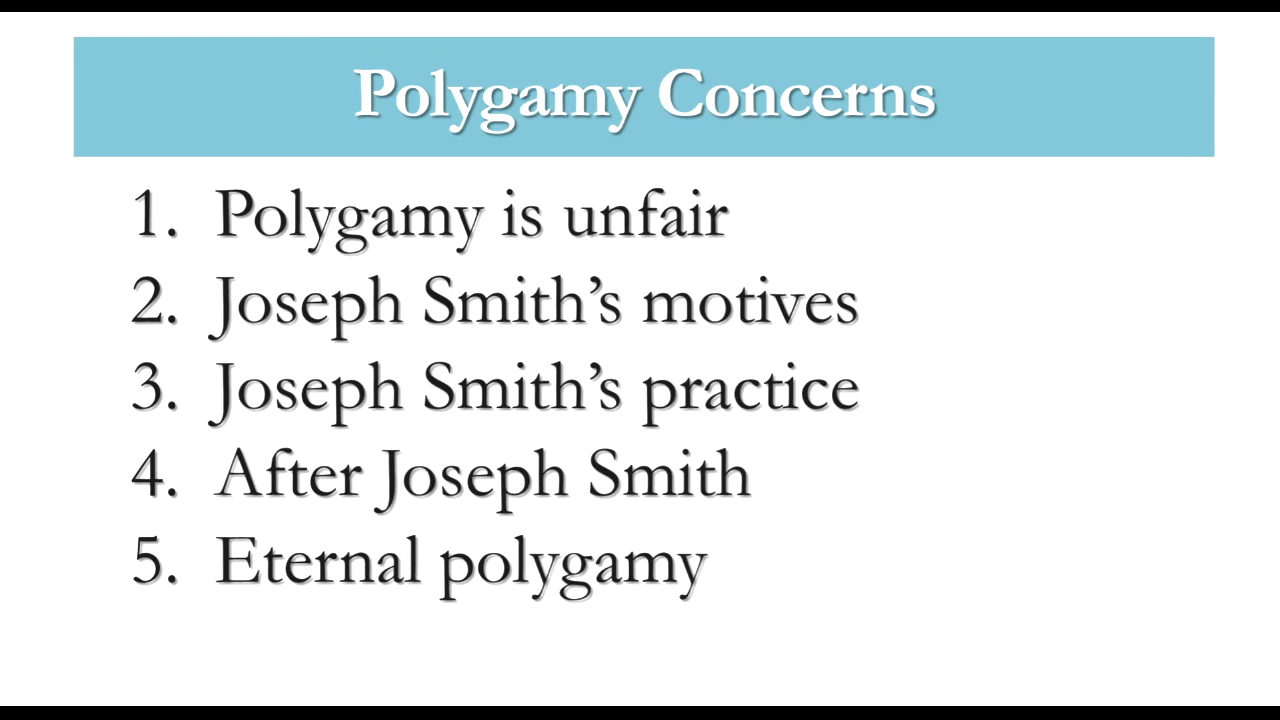 Polygamy Concerns
1. Polygamy is unfair
2. Joseph Smith’s motives
3. Joseph Smith’s practice
4. After Joseph Smith
5. Eternal polygamy